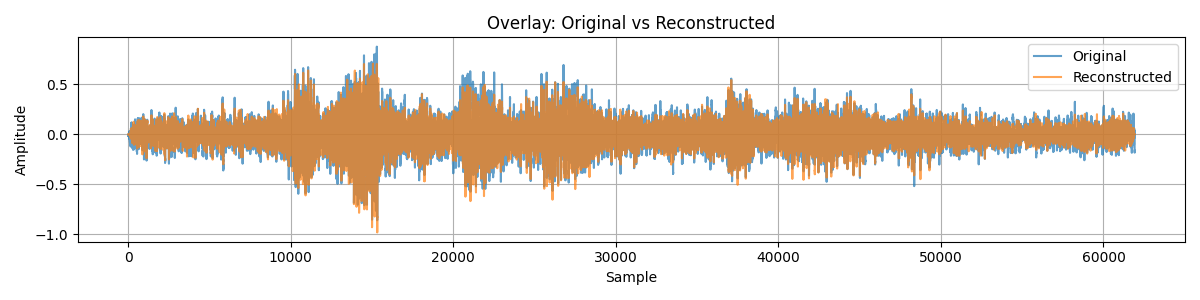 Overlay: Original vs Reconstructed
Original
Reconstructed
Amplitude
0.5
0.0
−0.5
−1.0
0 10000 20000 30000 40000 50000 60000
Sample